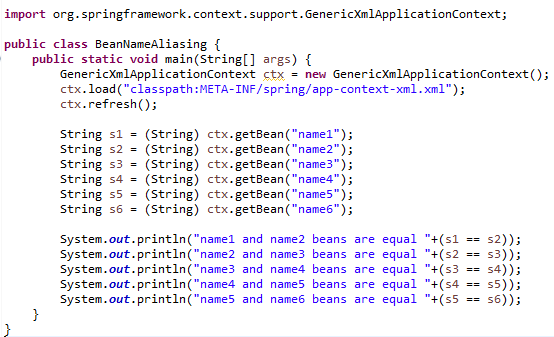 import org.springframework.context.support.GenericXmlApplicationContext;
public class BeanNameAliasing {
public static void main(String[] args) {
GenericXmlApplicationContext ctx = new GenericXmlApplicationContext();
ctx.load("classpath:META-INF/spring/app-context-xml.xml");
ctx.refresh();
String s1 = (String) ctx.getBean("name1");
String s2 = (String) ctx.getBean("name2");
String s3 = (String) ctx.getBean("name3");
String s4 = (String) ctx.getBean("name4");
String s5 = (String) ctx.getBean("name5");
String s6 = (String) ctx.getBean("name6");
System.out.println("name1 and name2 beans are equal "+(s1 == s2));
System.out.println("name2 and name3 beans are equal "+(s2 == s3));
System.out.println("name3 and name4 beans are equal "+(s3 == s4));
System.out.println("name4 and name5 beans are equal "+(s4 == s5));
System.out.println("name5 and name6 beans are equal "+(s5 == s6));
}
}